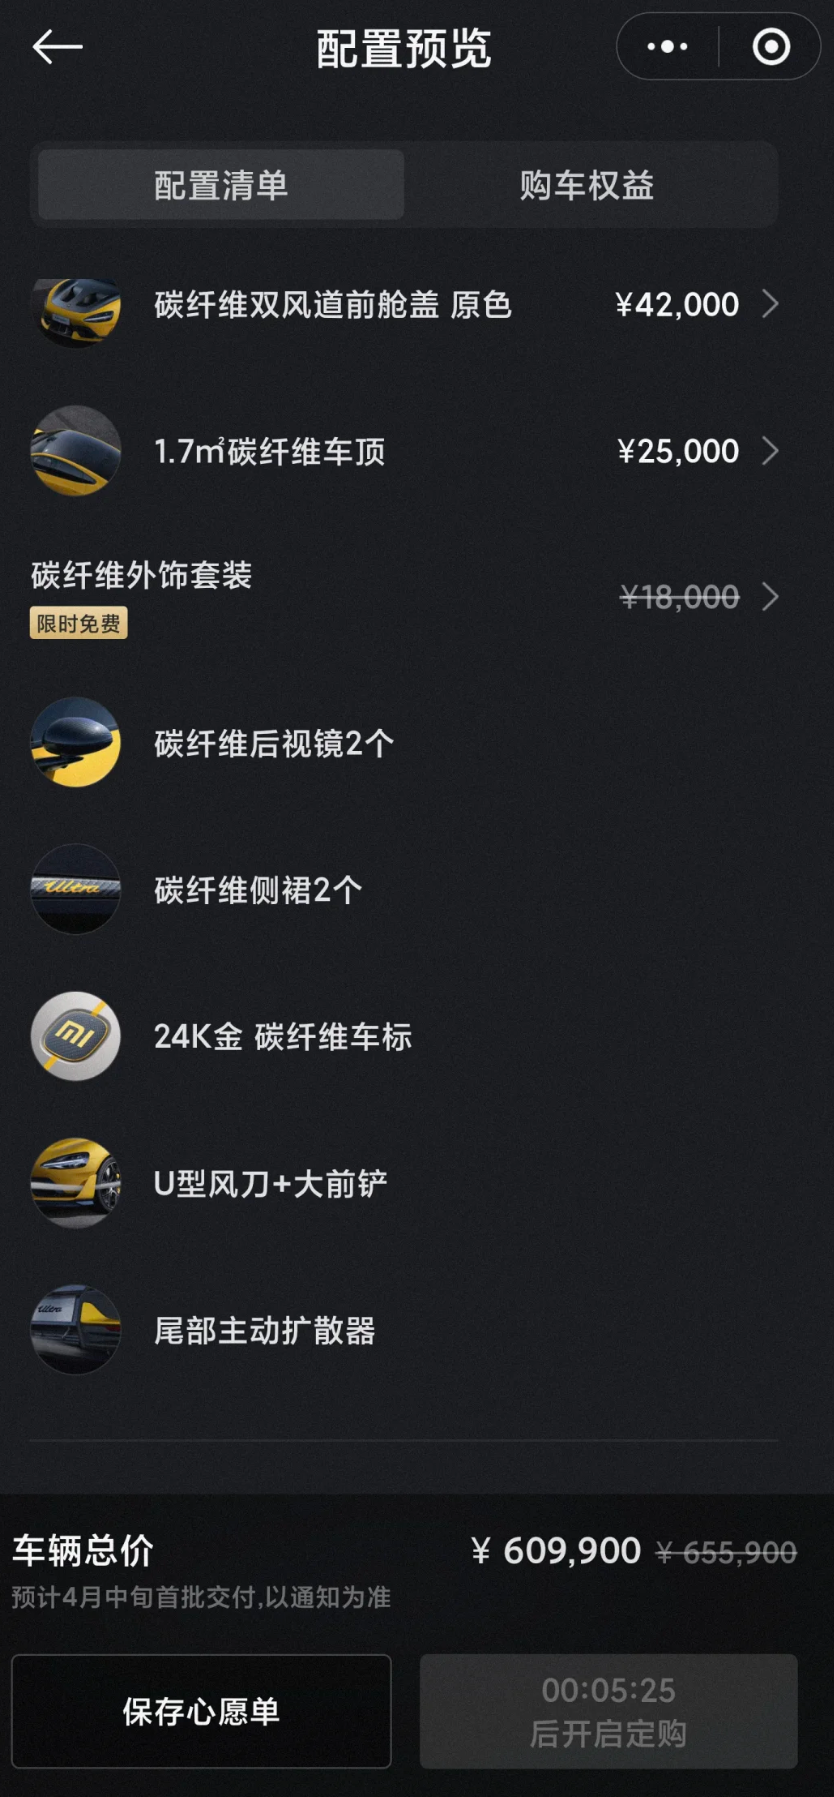 配置预览
配置清单
购车权益
碳纤维双风道前舱盖 原色
¥42,000
1.7㎡碳纤维车顶
¥25,000
碳纤维外饰套装
限时免费
¥18,000
碳纤维后视镜2个
Ultra
碳纤维侧裙2个
24K金 碳纤维车标
U型风刀+大前铲
Ultra
尾部主动扩散器
车辆总价
¥ 609,900 ¥ 655,900
预计4月中旬首批交付,以通知为准
保存心愿单
00:05:25
后开启定购